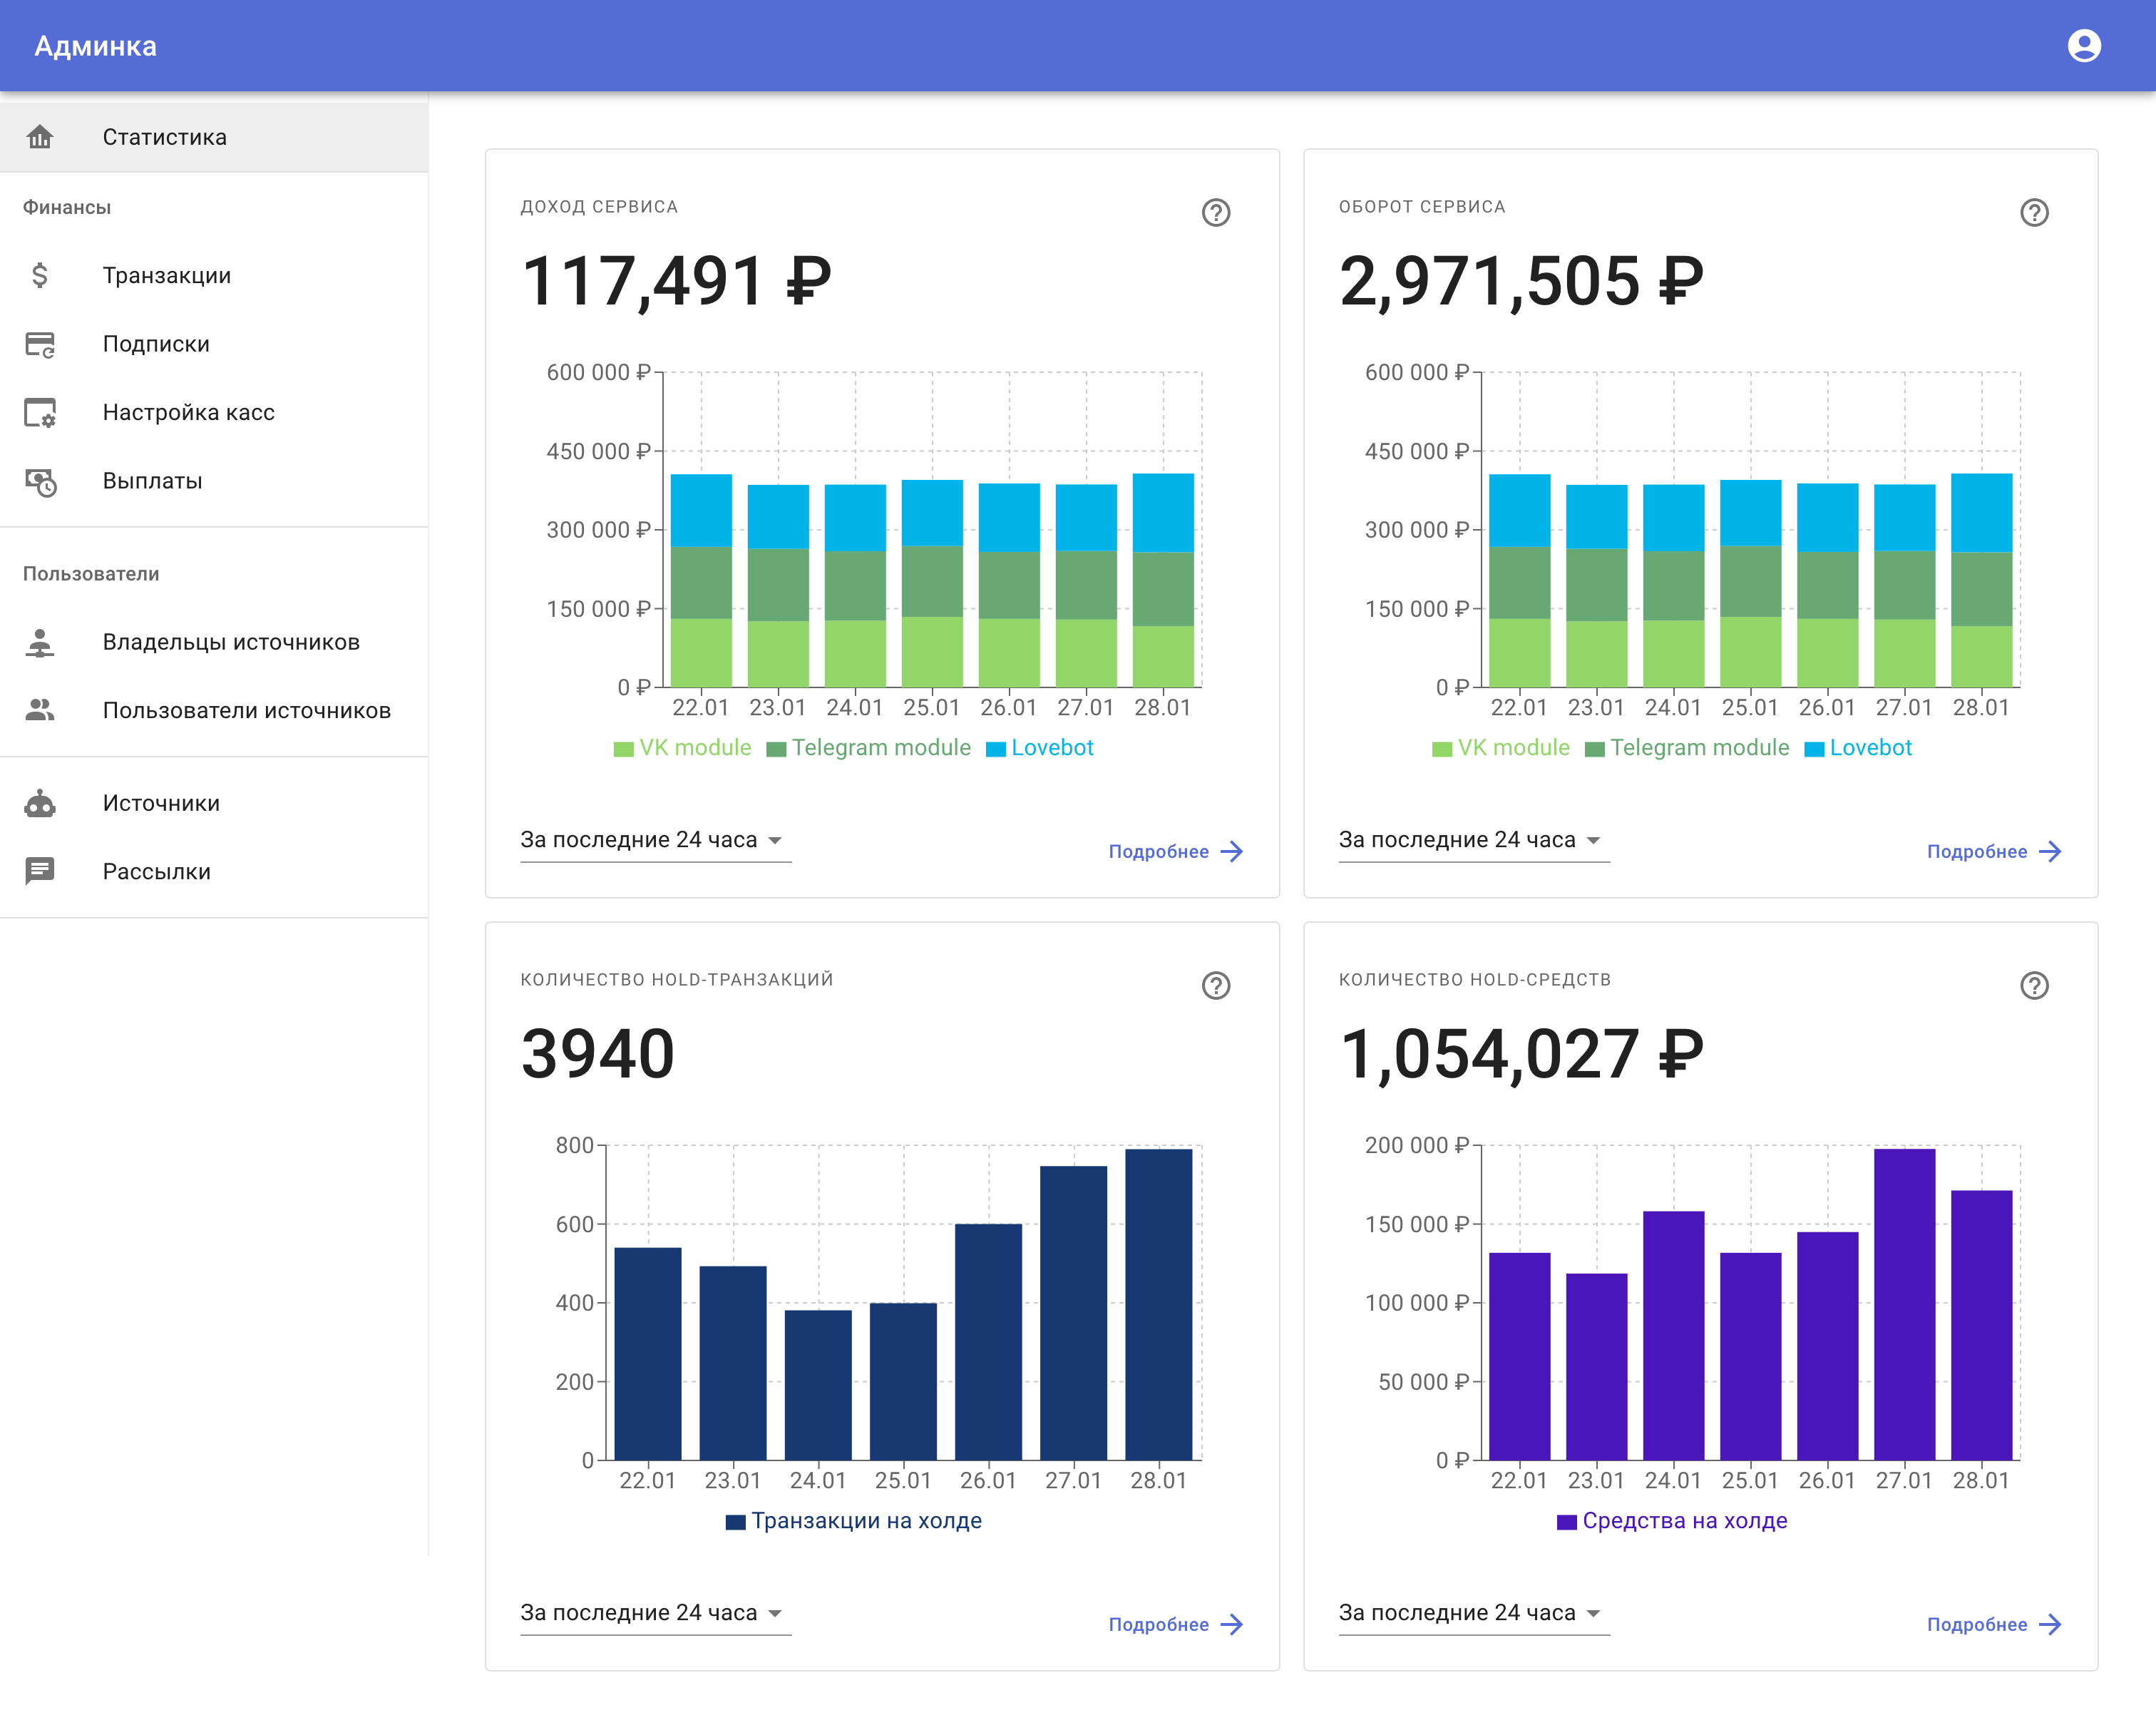 Админка
Статистика
Финансы
Транзакции
Подписки
Настройка касс
Выплаты
Пользователи
Владельцы источников
Пользователи источников
Источники
Рассылки
ДОХОД СЕРВИСА
117,491 ₽
600 000 ₽
450 000 ₽
300 000 ₽
150 000 ₽
0 ₽
22.01 23.01 24.01 25.01 26.01 27.01 28.01
VK module Telegram module Lovebot
За последние 24 часа
Подробнее
ОБОРОТ СЕРВИСА
2,971,505 ₽
600 000 ₽
450 000 ₽
300 000 ₽
150 000 ₽
0 ₽
22.01 23.01 24.01 25.01 26.01 27.01 28.01
VK module Telegram module Lovebot
За последние 24 часа
Подробнее
КОЛИЧЕСТВО HOLD-ТРАНЗАКЦИЙ
3940
800
600
400
200
0
22.01 23.01 24.01 25.01 26.01 27.01 28.01
Транзакции на холде
За последние 24 часа
Подробнее
КОЛИЧЕСТВО HOLD-СРЕДСТВ
1,054,027 ₽
200 000 ₽
150 000 ₽
100 000 ₽
50 000 ₽
0 ₽
22.01 23.01 24.01 25.01 26.01 27.01 28.01
Средства на холде
За последние 24 часа
Подробнее